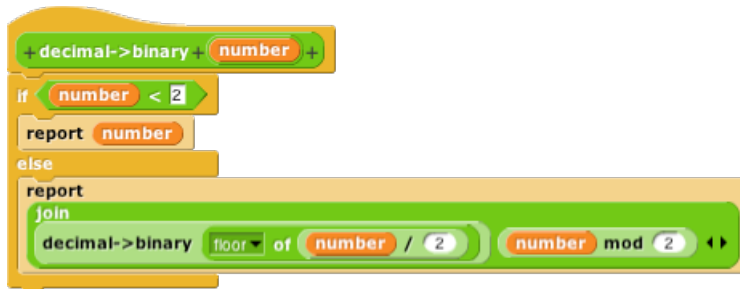 + decimal->binary + number +
if number < 2
report number
else
report
join
decimal->binary floor of number / 2 number mod 2